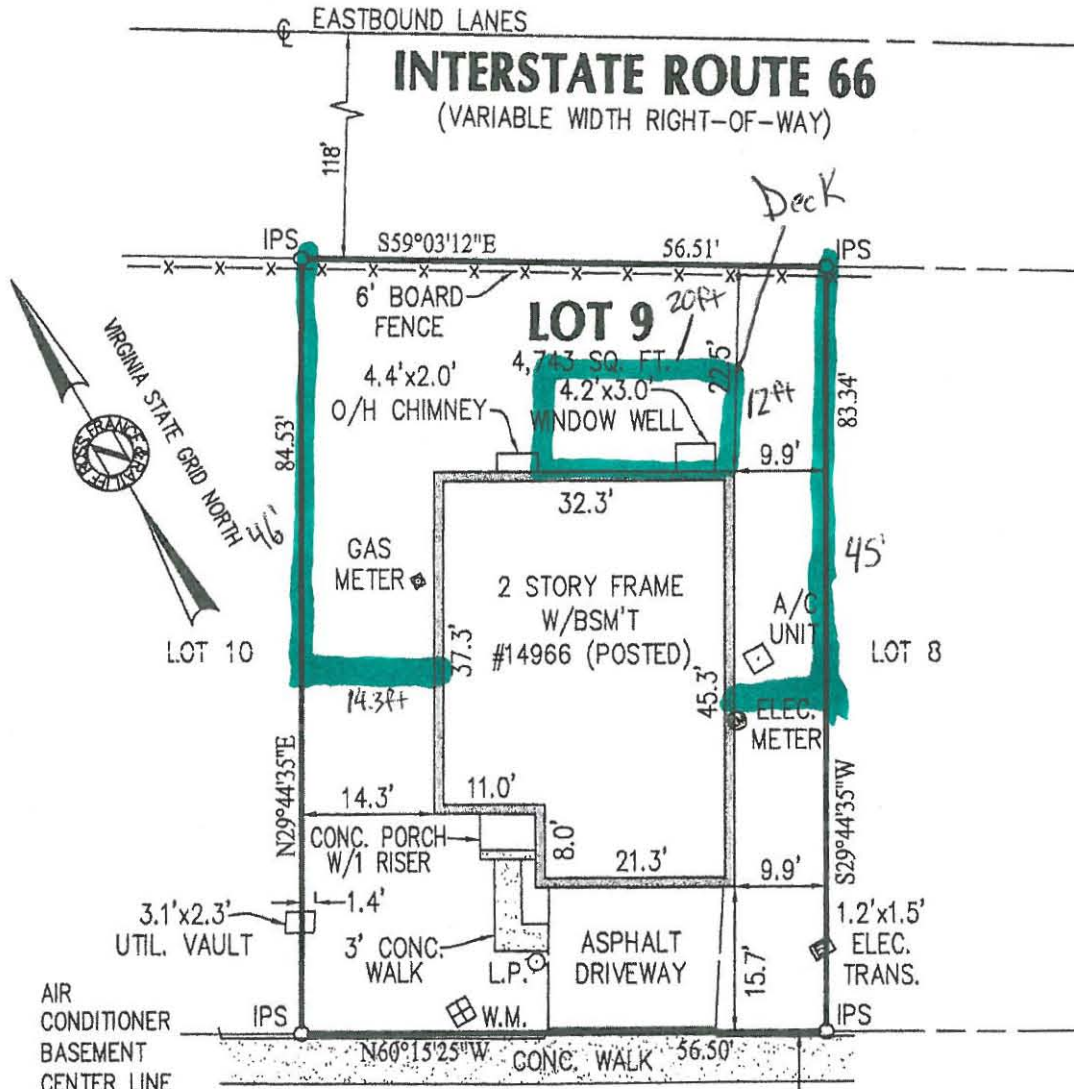 ℄ EASTBOUND LANES
INTERSTATE ROUTE 66
(VARIABLE WIDTH RIGHT-OF-WAY)
118'
Deck
IPS
S59°03'12"E
56.51'
IPS
6' BOARD
FENCE
LOT 9
20ft
4,743 SQ. FT.
4.4'x2.0'
O/H CHIMNEY
4.2'x3.0'
WINDOW WELL
22.5'
12ft
9.9'
83.34'
84.53'
VIRGINIA STATE GRID NORTH
46'
32.3'
GAS
METER
2 STORY FRAME
W/BSM'T
#14966 (POSTED)
A/C
UNIT
45'
LOT 10
LOT 8
37.3'
45.3'
14.3ft
ELEC.
METER
N29°44'35"E
S29°44'35"W
14.3'
11.0'
CONC. PORCH
W/1 RISER
8.0'
21.3'
9.9'
1.4'
3.1'x2.3'
UTIL. VAULT
3' CONC.
WALK
L.P.
ASPHALT
DRIVEWAY
15.7'
1.2'x1.5'
ELEC.
TRANS.
AIR
CONDITIONER
BASEMENT
CENTER LINE
IPS
W.M.
IPS
N60°15'25"W
CONC. WALK
56.50'